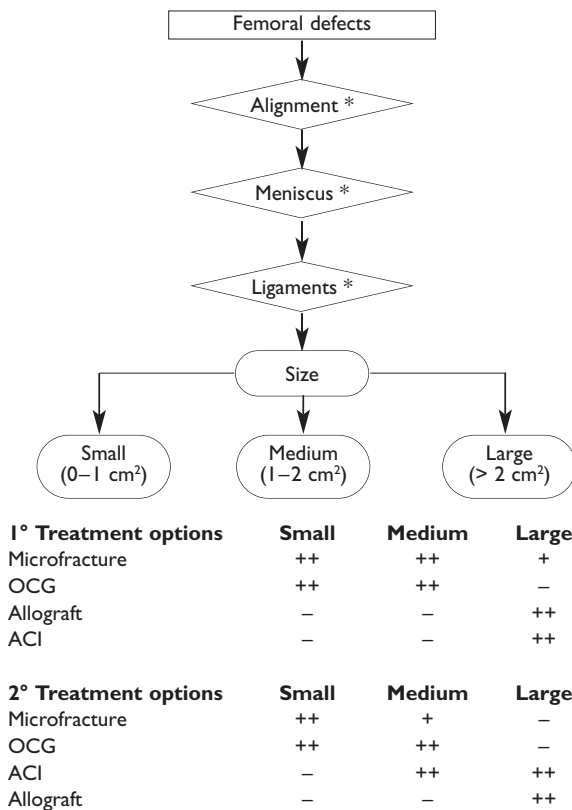 Femoral defects
Alignment *
Meniscus *
Ligaments *
Size
Small Medium Large
(0–1 cm²) (1–2 cm²) (> 2 cm²)
1° Treatment options Small Medium Large
Microfracture ++ ++ +
OCG ++ ++ –
Allograft – – ++
ACI – – ++
2° Treatment options Small Medium Large
Microfracture ++ + –
OCG ++ ++ –
ACI – ++ ++
Allograft – – ++